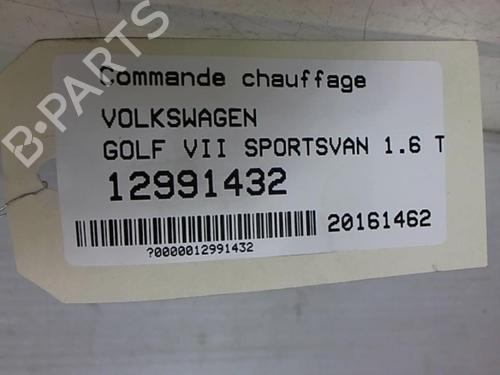 Commande chauffage
VOLKSWAGEN
GOLF VII SPORTSVAN 1.6 T
12991432
20161462
?0000012991432
B-PARTS